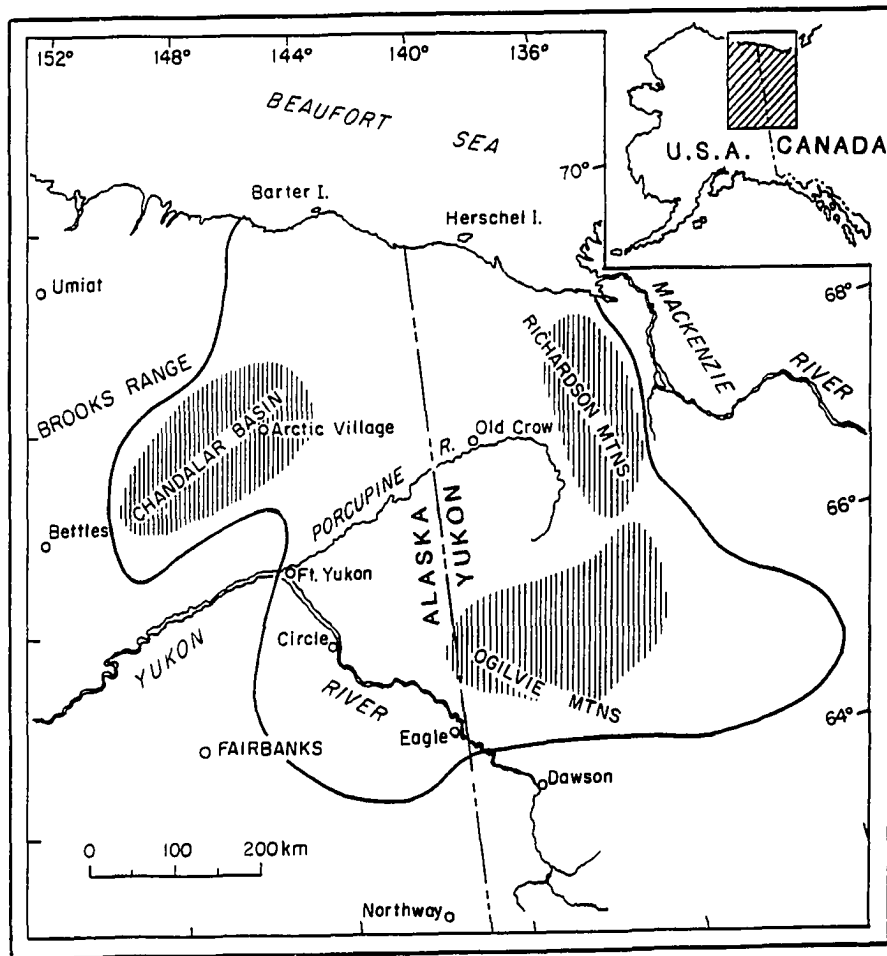 152°
148°
144°
140°
136°
BEAUFORT SEA
U.S.A.
CANADA
70°
Barter I.
Herschel I.
Umiat
68°
MACKENZIE RIVER
RICHARDSON MTNS
BROOKS RANGE
CHANDALAR BASIN
Arctic Village
Old Crow
PORCUPINE R.
66°
Bettles
ALASKA
YUKON
Ft. Yukon
YUKON RIVER
Circle
OGILVIE MTNS
64°
Eagle
FAIRBANKS
Dawson
0 100 200 km
Northway